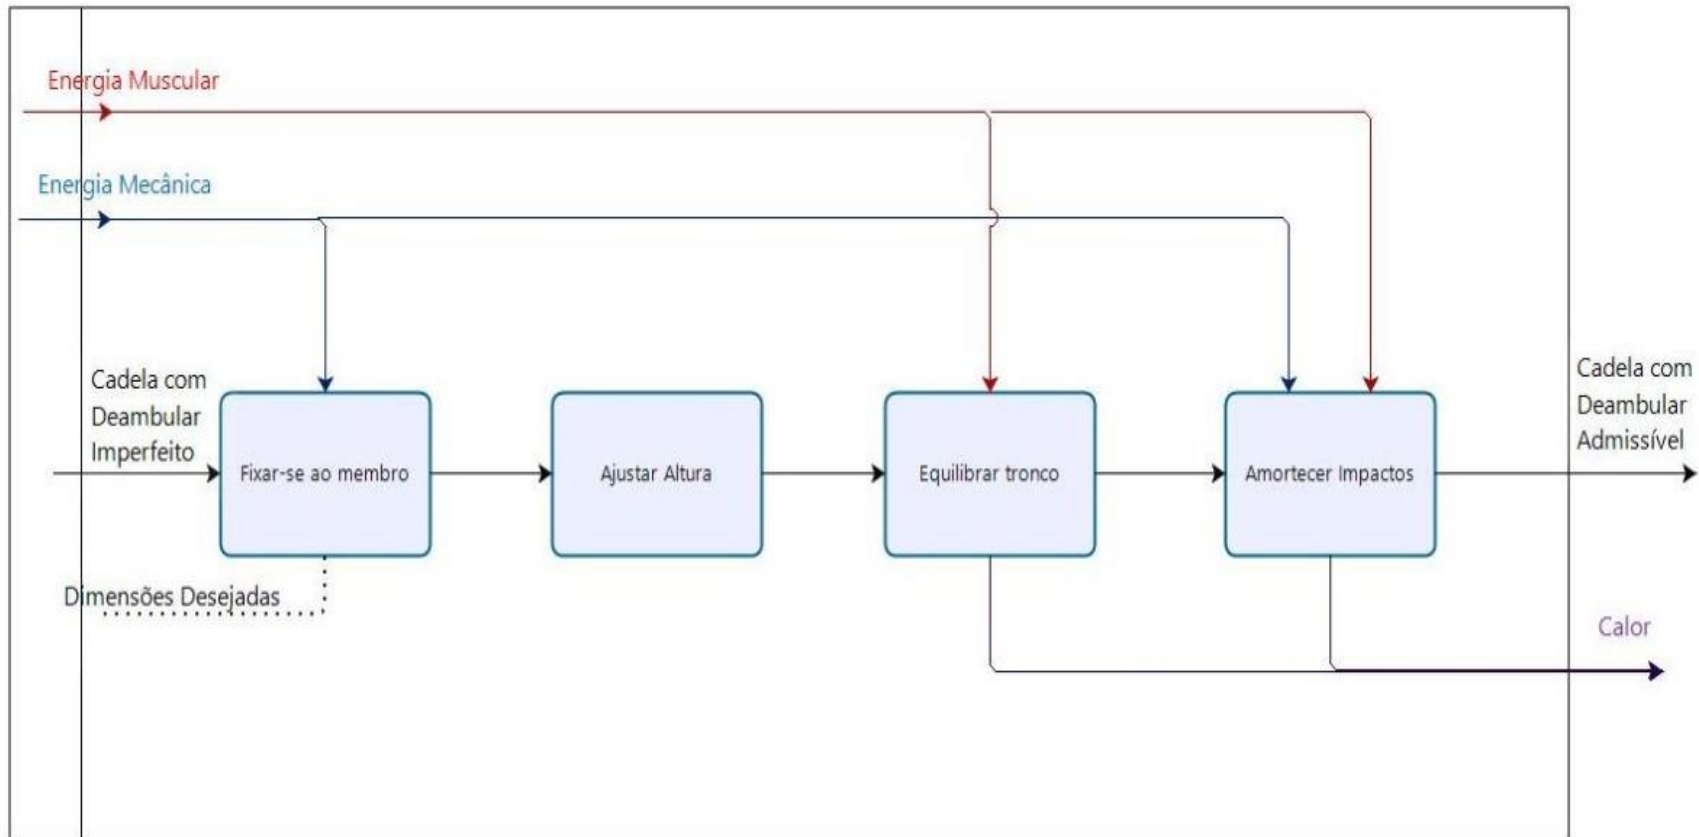 Energia Muscular
Energia Mecânica
Cadela com
Deambular
Imperfeito
Fixar-se ao membro
Ajustar Altura
Equilibrar tronco
Amortecer Impactos
Cadela com
Deambular
Admissível
Dimensões Desejadas
Calor